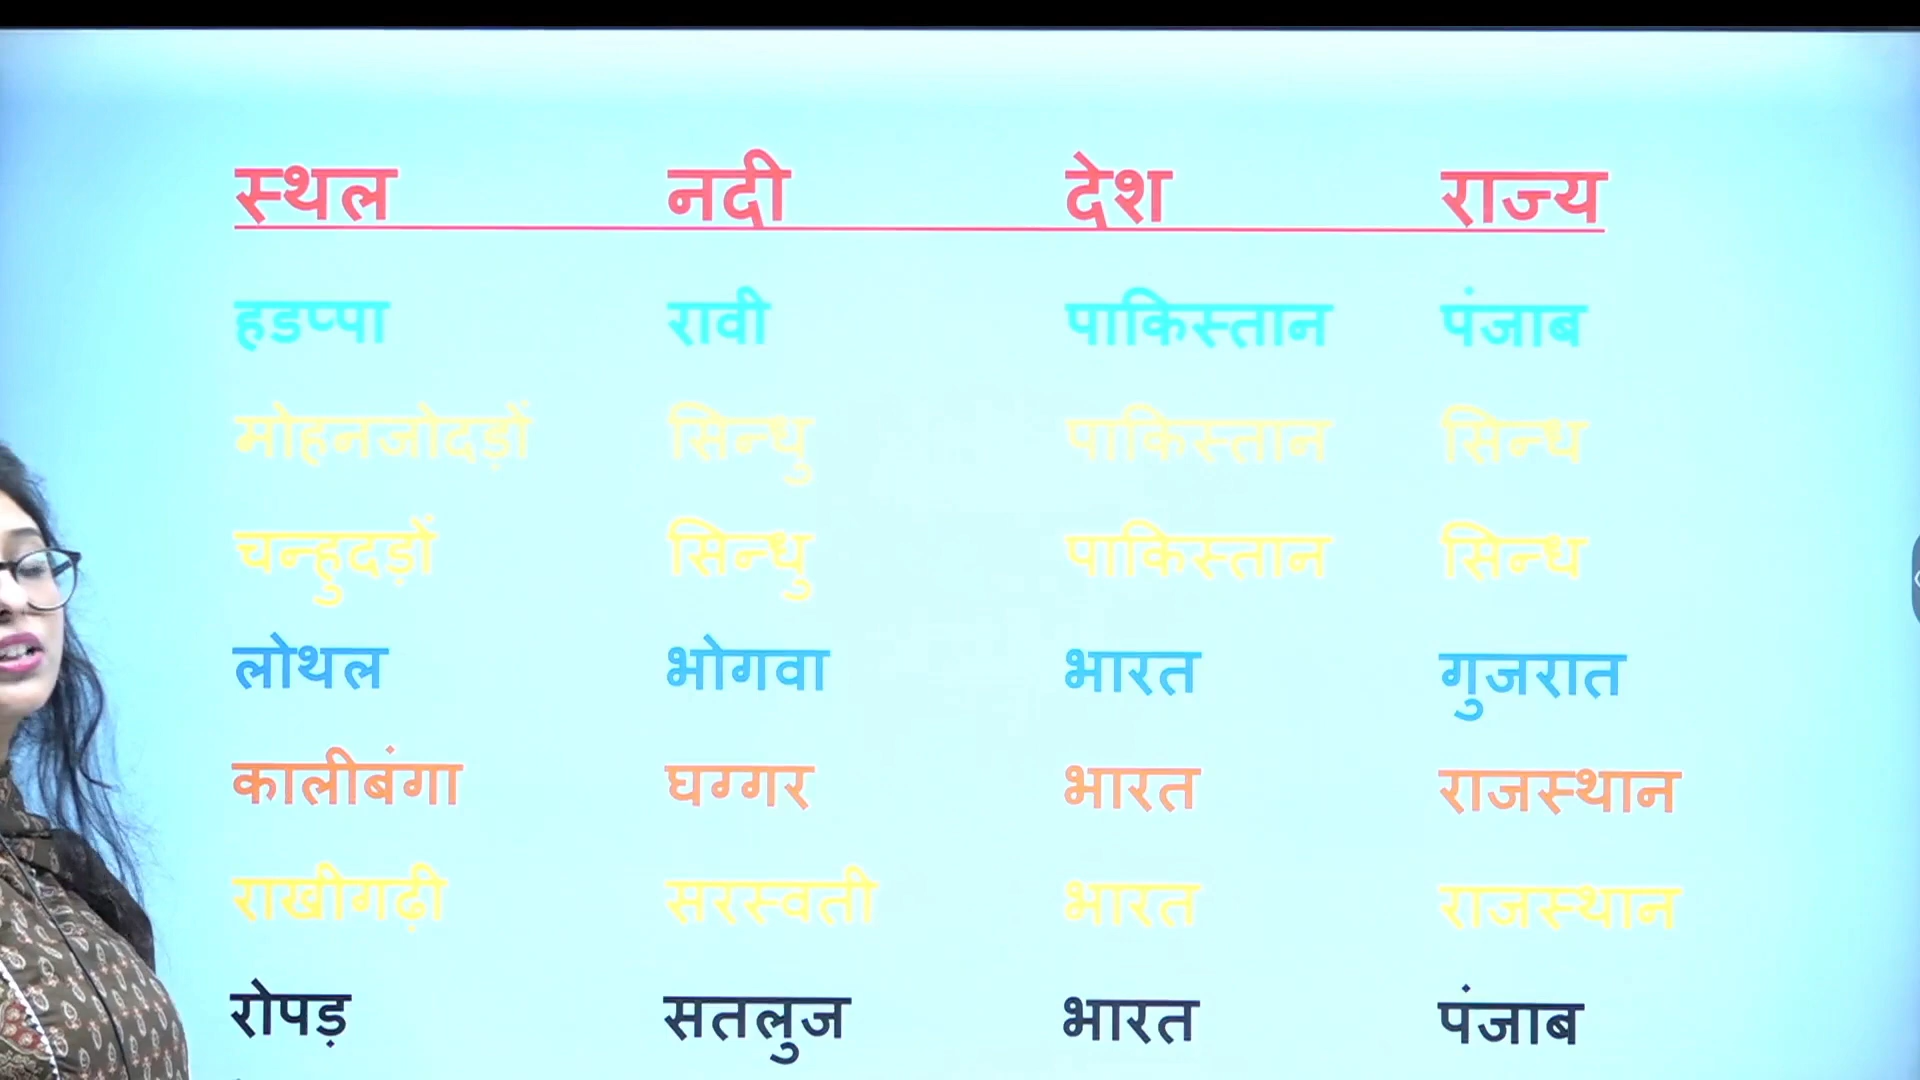 स्थल नदी देश राज्य
हडप्पा रावी पाकिस्तान पंजाब
मोहनजोदड़ों सिन्धु पाकिस्तान सिन्ध
चन्हुदड़ों सिन्धु पाकिस्तान सिन्ध
लोथल भोगवा भारत गुजरात
कालीबंगा घग्गर भारत राजस्थान
राखीगढ़ी सरस्वती भारत राजस्थान
रोपड़ सतलुज भारत पंजाब